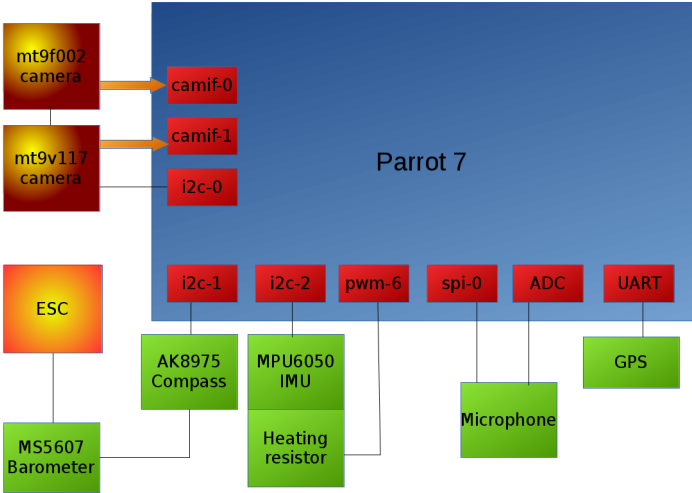 mt9f002
camera
camif-0
camif-1
mt9v117
camera
i2c-0
Parrot 7
i2c-1
i2c-2
pwm-6
spi-0
ADC
UART
ESC
AK8975
Compass
MPU6050
IMU
GPS
Microphone
MS5607
Barometer
Heating
resistor